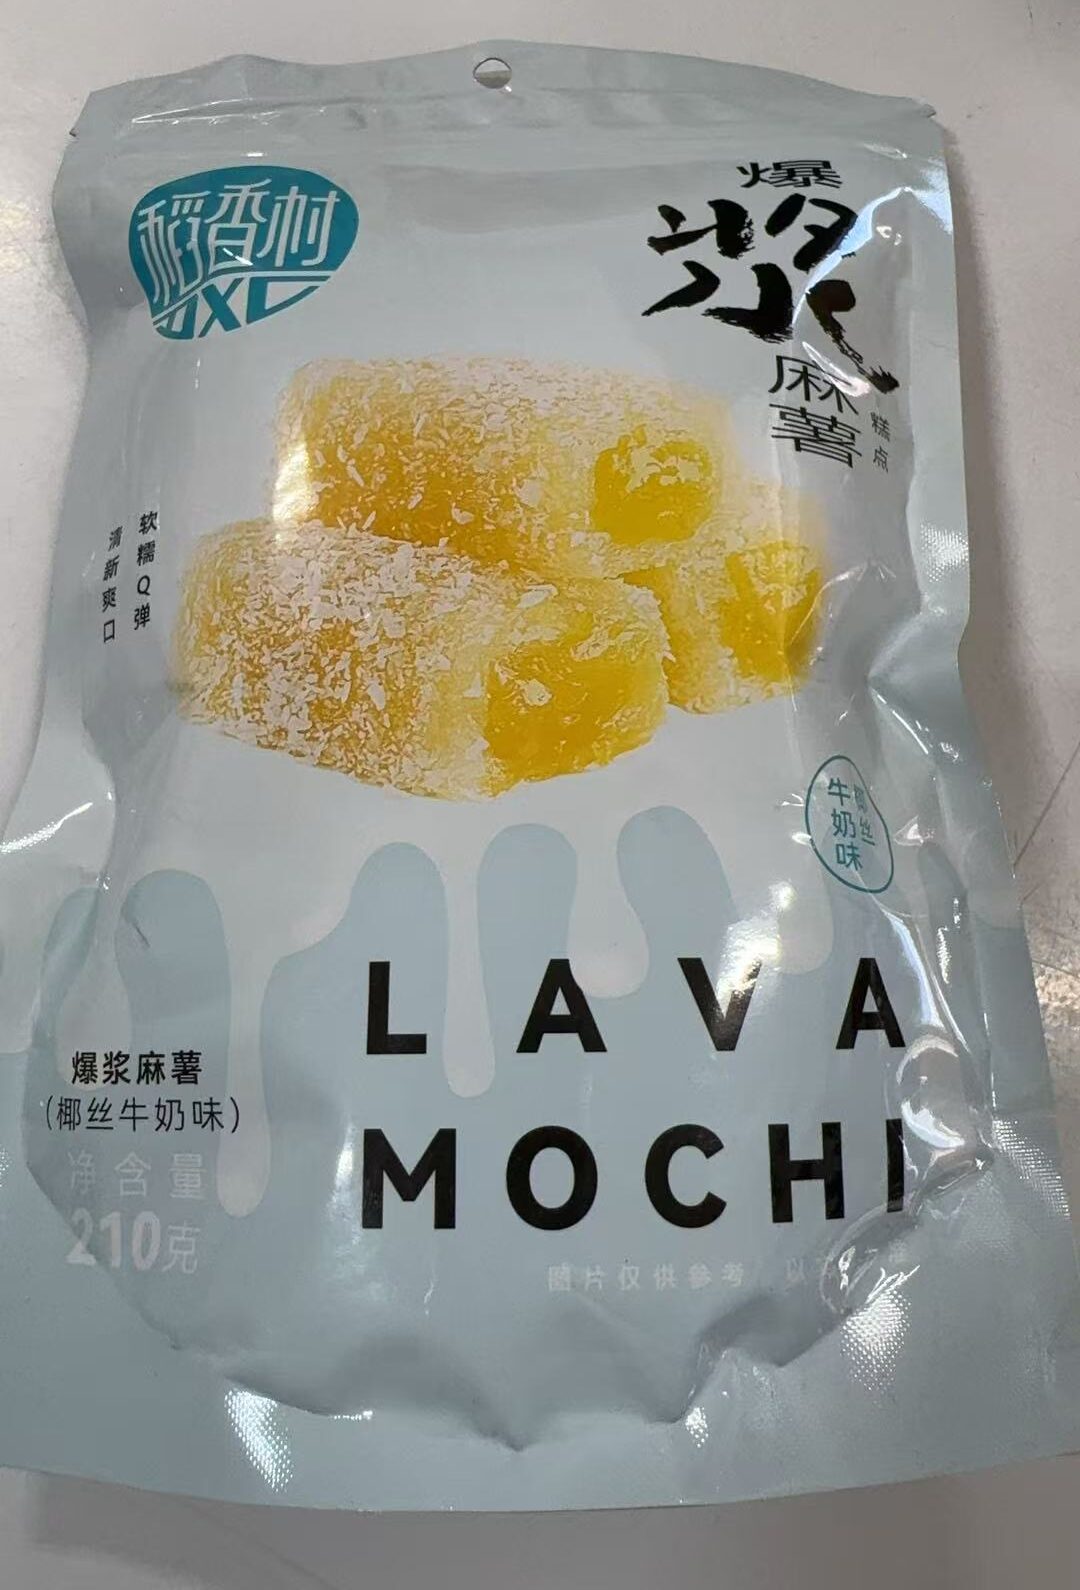 稻香村
DXC
爆
浆
麻
薯
糕点
软糯Q弹
清新爽口
椰丝
牛奶味
LAVA
MOCHI
爆浆麻薯
(椰丝牛奶味)
净含量
210克
图片仅供参考